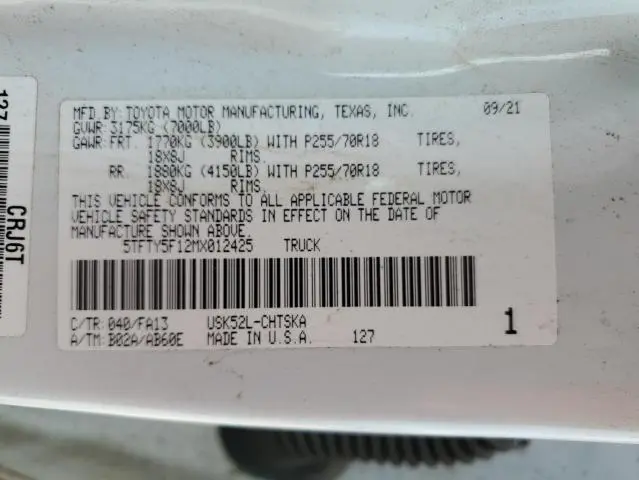 MFD.BY:TOYOTA MOTOR MANUFACTURING, TEXAS, INC. 09/21
GVWR:3175KG (7000LB)
GAWR:FRT. 1770KG (3900LB) WITH P255/70R18 TIRES,
18X8J RIMS.
RR. 1880KG (4150LB) WITH P255/70R18 TIRES,
18X8J RIMS.
THIS VEHICLE CONFORMS TO ALL APPLICABLE FEDERAL MOTOR
VEHICLE SAFETY STANDARDS IN EFFECT ON THE DATE OF
MANUFACTURE SHOWN ABOVE.
5TFTY5F12MX012425 TRUCK
C/TR:040/FA13 USK52L-CHTSKA 1
A/TM:B02A/AB60E MADE IN U.S.A. 127
127
CRJ6T